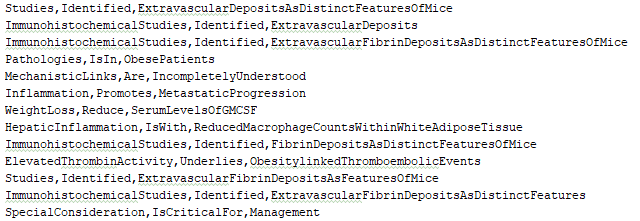 Studies,Identified,ExtravascularDepositsAsDistinctFeaturesOfMice
ImmunohistochemicalStudies,Identified,ExtravascularDeposits
ImmunohistochemicalStudies,Identified,ExtravascularFibrinDepositsAsDistinctFeaturesOfMice
Pathologies,IsIn,ObesePatients
MechanisticLinks,Are,IncompletelyUnderstood
Inflammation,Promotes,MetastaticProgression
WeightLoss,Reduce,SerumLevelsOfGMCSF
HepaticInflammation,IsWith,ReducedMacrophageCountsWithinWhiteAdiposeTissue
ImmunohistochemicalStudies,Identified,FibrinDepositsAsDistinctFeaturesOfMice
ElevatedThrombinActivity,Underlies,ObesitylinkedThromboembolicEvents
Studies,Identified,ExtravascularFibrinDepositsAsFeaturesOfMice
ImmunohistochemicalStudies,Identified,ExtravascularFibrinDepositsAsDistinctFeatures
SpecialConsideration,IsCriticalFor,Management